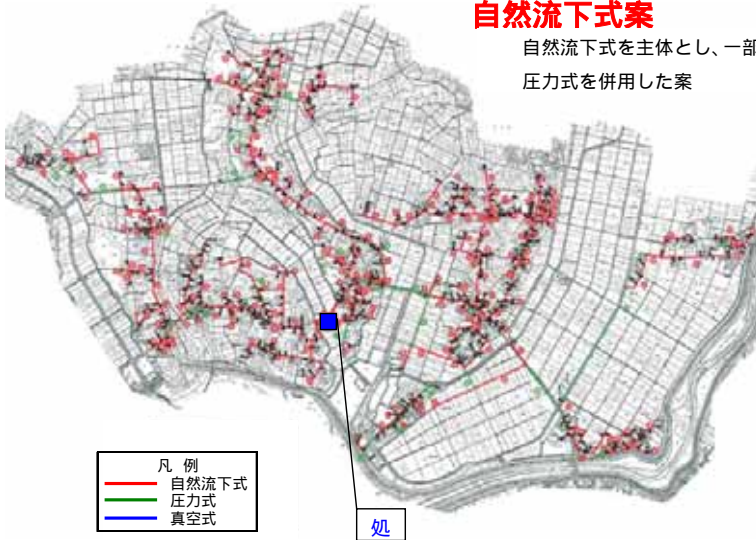 自然流下式案
自然流下式を主体とし、一部
圧力式を併用した案
凡 例
自然流下式
圧力式
真空式
処